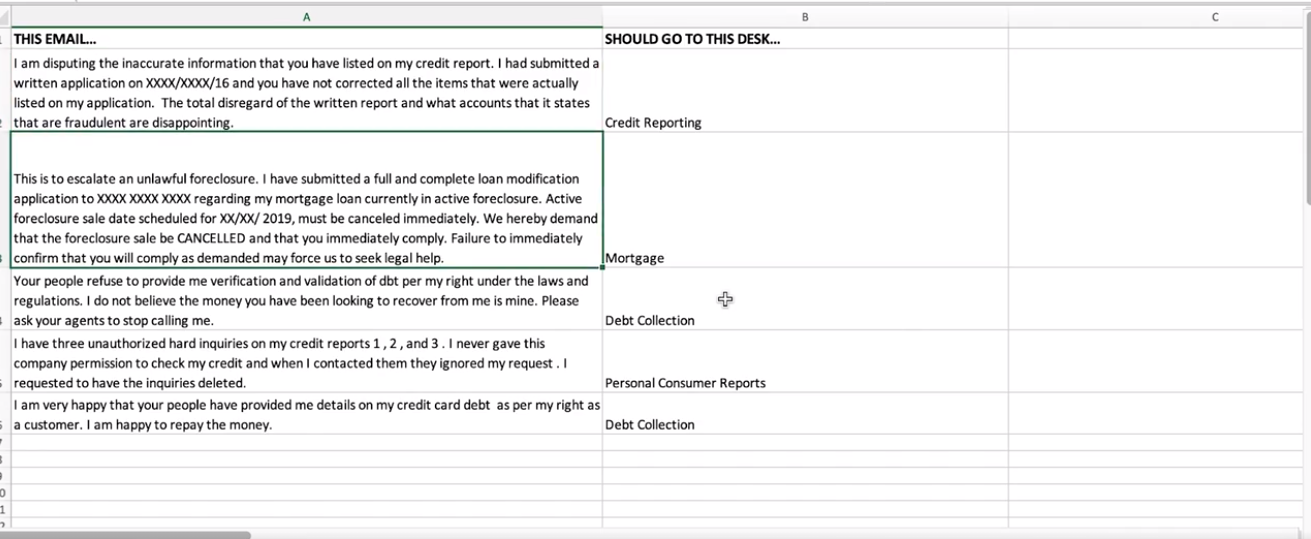 A B C
THIS EMAIL... SHOULD GO TO THIS DESK...
I am disputing the inaccurate information that you have listed on my credit report. I had submitted a
written application on XXXX/XXXX/16 and you have not corrected all the items that were actually
listed on my application.  The total disregard of the written report and what accounts that it states
that are fraudulent are disappointing. Credit Reporting
This is to escalate an unlawful foreclosure. I have submitted a full and complete loan modification
application to XXXX XXXX XXXX regarding my mortgage loan currently in active foreclosure. Active
foreclosure sale date scheduled for XX/XX/ 2019, must be canceled immediately. We hereby demand
that the foreclosure sale be CANCELLED and that you immediately comply. Failure to immediately
confirm that you will comply as demanded may force us to seek legal help. Mortgage
Your people refuse to provide me verification and validation of dbt per my right under the laws and
regulations. I do not believe the money you have been looking to recover from me is mine. Please
ask your agents to stop calling me. Debt Collection
I have three unauthorized hard inquiries on my credit reports 1 , 2 , and 3 . I never gave this
company permission to check my credit and when I contacted them they ignored my request . I
requested to have the inquiries deleted. Personal Consumer Reports
I am very happy that your people have provided me details on my credit card debt  as per my right as
a customer. I am happy to repay the money. Debt Collection